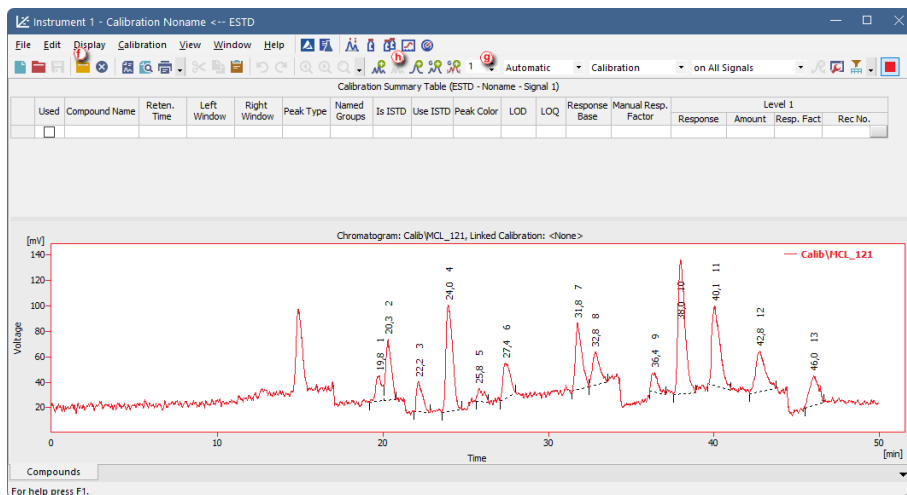 Instrument 1 - Calibration Noname <-- ESTD
File Edit Display Calibration View Window Help
f
h
g
1 Automatic Calibration on All Signals
Calibration Summary Table (ESTD - Noname - Signal 1)
Used Compound Name Reten. Time Left Window Right Window Peak Type Named Groups Is ISTD Use ISTD Peak Color LOD LOQ Response Base Manual Resp. Factor Level 1
Response Amount Resp. Fact Rec No.
Chromatogram: Calib\MCL_121, Linked Calibration: <None>
[mV]
Calib\MCL_121
140
120
100
80
60
40
20
Voltage
19,8 1
20,3 2
22,2 3
24,0 4
25,8 5
27,4 6
31,8 7
32,8 8
36,4 9
38,0 10
40,1 11
42,8 12
46,0 13
0 10 20 30 40 50
Time
[min]
Compounds
For help press F1.